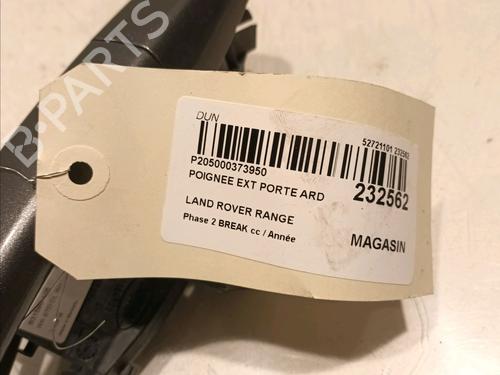 DUN
52721101 232562
P205000373950
POIGNEE EXT PORTE ARD
232562
LAND ROVER RANGE
Phase 2 BREAK cc / Année
MAGASIN
B-PARTS